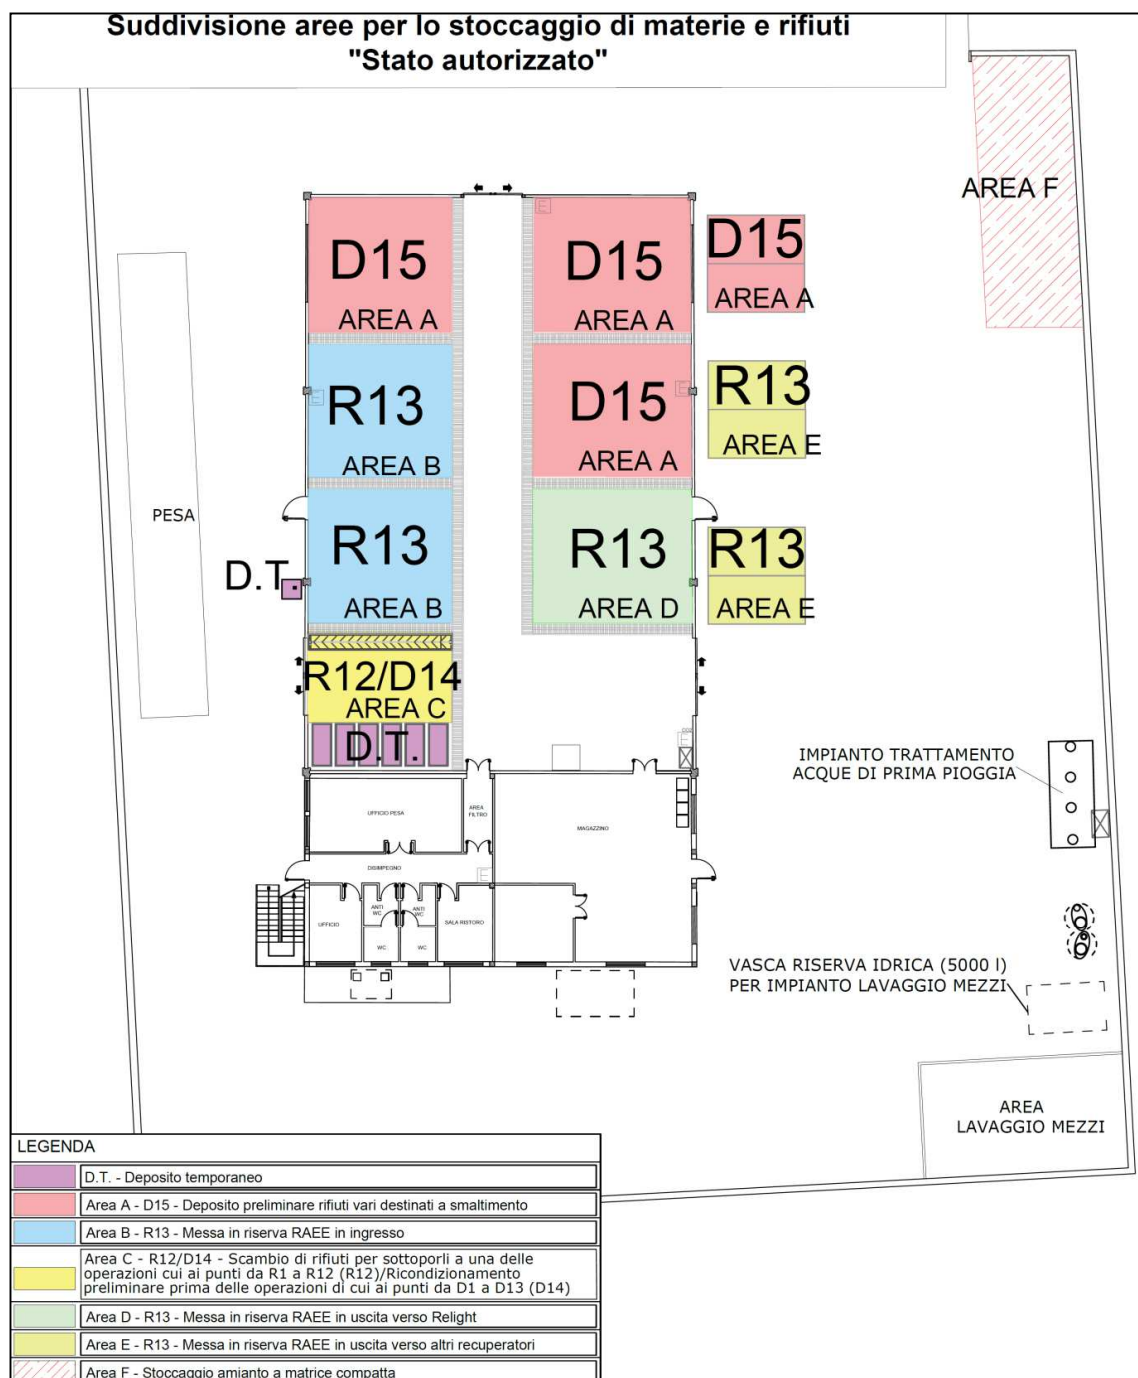 Suddivisione aree per lo stoccaggio di materie e rifiuti
"Stato autorizzato"
AREA F
D15
AREA A
D15
AREA A
D15
AREA A
R13
AREA B
D15
AREA A
R13
AREA E
PESA
R13
AREA B
R13
AREA D
R13
AREA E
D.T.
R12/D14
AREA C
D.T.
E
E
E
E
E
IMPIANTO TRATTAMENTO
ACQUE DI PRIMA PIOGGIA
UFFICIO PESA
AREA
FILTRO
MAGAZZINO
DISIMPEGNO
UFFICIO
ANTI
WC
ANTI
WC
SALA RISTORO
WC
WC
VASCA RISERVA IDRICA (5000 l)
PER IMPIANTO LAVAGGIO MEZZI
AREA
LAVAGGIO MEZZI
LEGENDA
D.T. - Deposito temporaneo
Area A - D15 - Deposito preliminare rifiuti vari destinati a smaltimento
Area B - R13 - Messa in riserva RAEE in ingresso
Area C - R12/D14 - Scambio di rifiuti per sottoporli a una delle
operazioni cui ai punti da R1 a R12 (R12)/Ricondizionamento
preliminare prima delle operazioni di cui ai punti da D1 a D13 (D14)
Area D - R13 - Messa in riserva RAEE in uscita verso Relight
Area E - R13 - Messa in riserva RAEE in uscita verso altri recuperatori
Area F - Stoccaggio amianto a matrice compatta